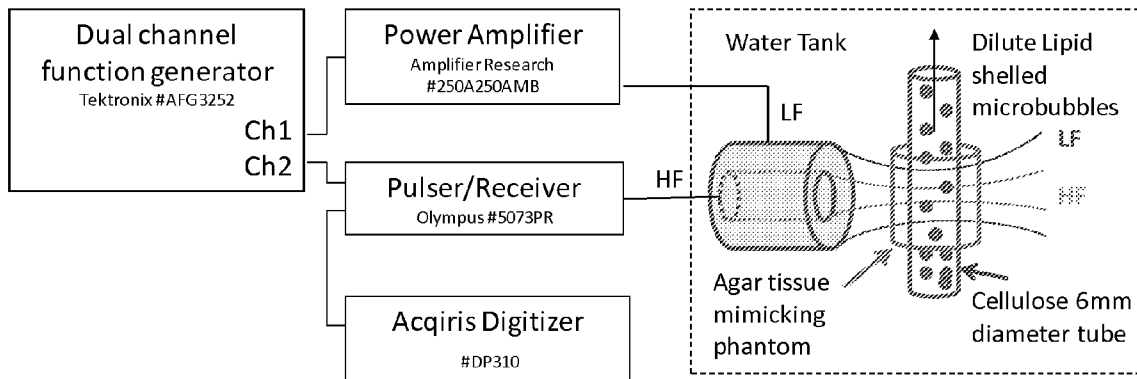 Dual channel
function generator
Tektronix #AFG3252
Ch1
Ch2
Power Amplifier
Amplifier Research
#250A250AMB
Pulser/Receiver
Olympus #5073PR
Acqiris Digitizer
#DP310
LF
HF
Water Tank
Dilute Lipid
shelled
microbubbles
LF
HF
Agar tissue
mimicking
phantom
Cellulose 6mm
diameter tube